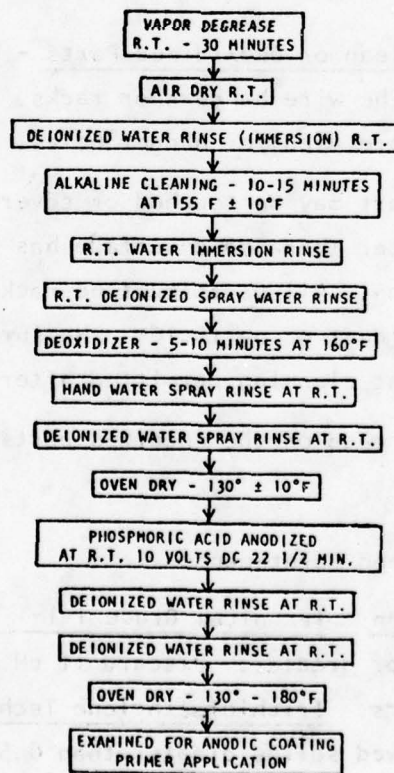 VAPOR DEGREASE
R.T. - 30 MINUTES
AIR DRY R.T.
DEIONIZED WATER RINSE (IMMERSION) R.T.
ALKALINE CLEANING - 10-15 MINUTES
AT 155 ± 10°F
R.T. WATER IMMERSION RINSE
R.T. DEIONIZED SPRAY WATER RINSE
DEOXIDIZER - 5-10 MINUTES AT 160°F
HAND WATER SPRAY RINSE AT R.T.
DEIONIZED WATER SPRAY RINSE AT R.T.
OVEN DRY - 130° ± 10°F
PHOSPHORIC ACID ANODIZED
AT R.T. 10 VOLTS DC 22 1/2 MIN.
DEIONIZED WATER RINSE AT R.T.
DEIONIZED WATER RINSE AT R.T.
OVEN DRY - 130° - 180°F
EXAMINED FOR ANODIC COATING
PRIMER APPLICATION